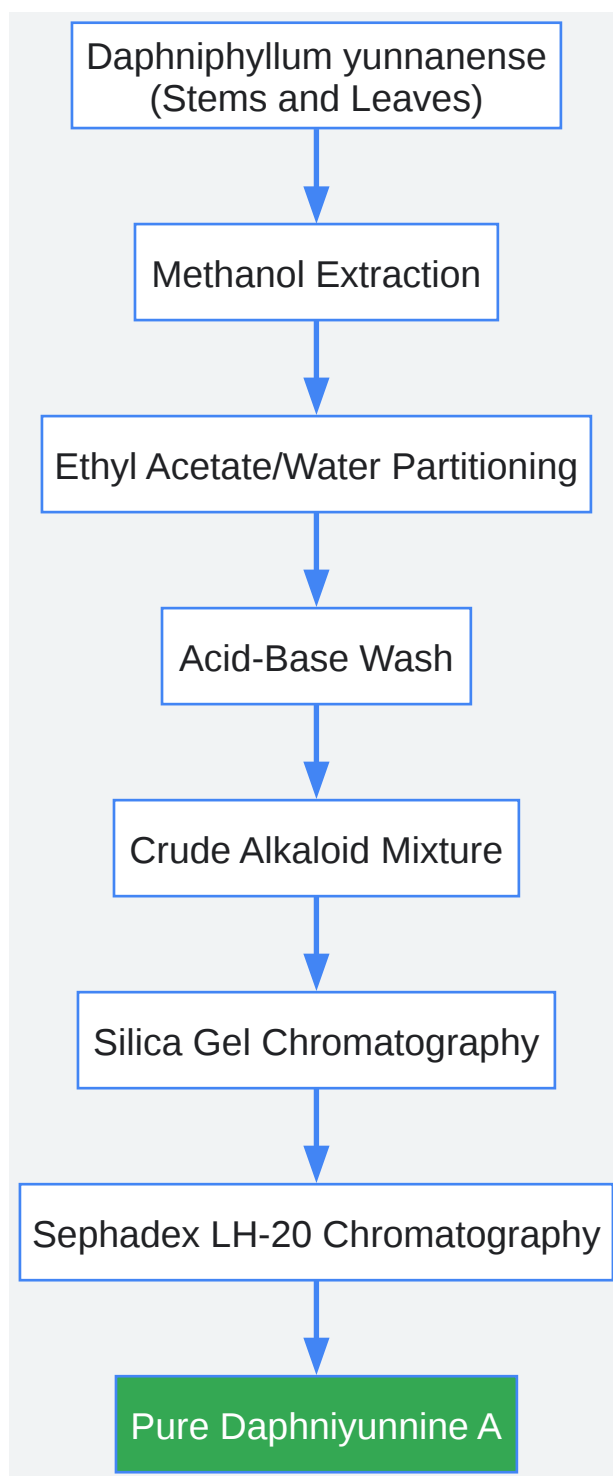 Daphniphyllum yunnanense
(Stems and Leaves)
Methanol Extraction
Ethyl Acetate/Water Partitioning
Acid-Base Wash
Crude Alkaloid Mixture
Silica Gel Chromatography
Sephadex LH-20 Chromatography
Pure Daphniyunnine A